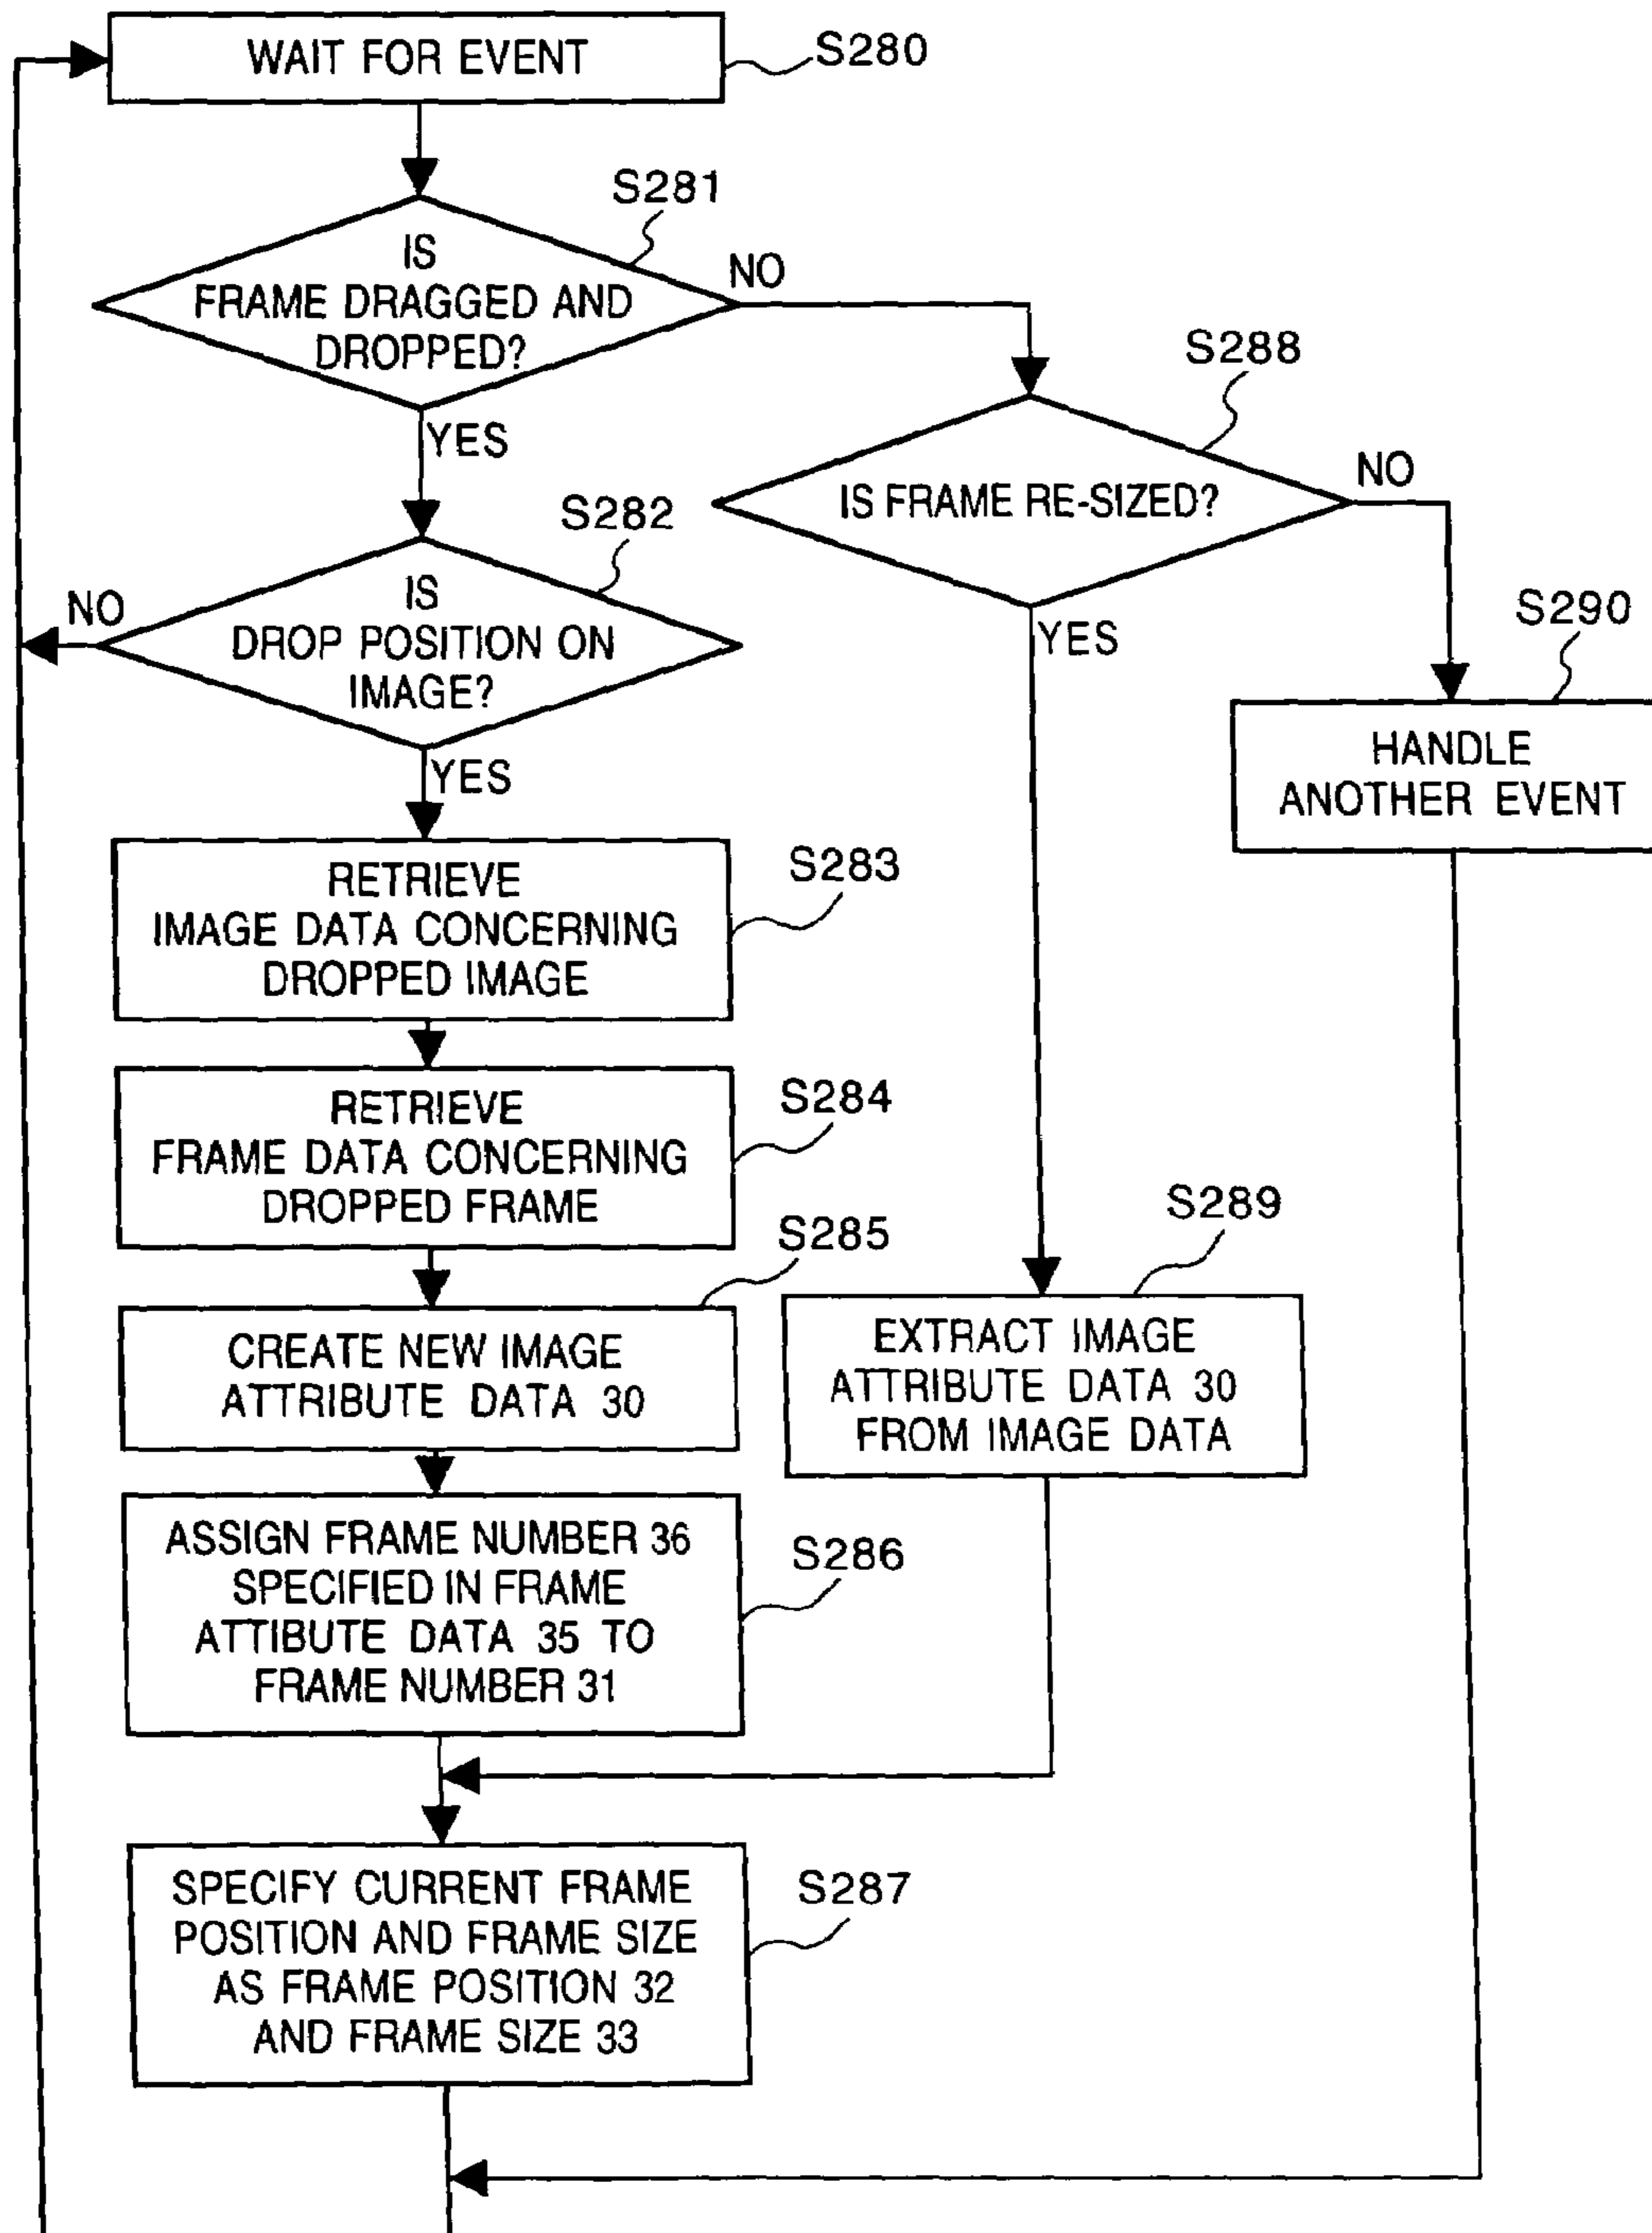 WAIT FOR EVENT
S280
S281
IS
FRAME DRAGGED AND
DROPPED?
NO
YES
S288
IS FRAME RE-SIZED?
NO
YES
S282
IS
DROP POSITION ON
IMAGE?
NO
YES
S290
HANDLE
ANOTHER EVENT
S283
RETRIEVE
IMAGE DATA CONCERNING
DROPPED IMAGE
S284
RETRIEVE
FRAME DATA CONCERNING
DROPPED FRAME
S285
CREATE NEW IMAGE
ATTRIBUTE DATA 30
S289
EXTRACT IMAGE
ATTRIBUTE DATA 30
FROM IMAGE DATA
ASSIGN FRAME NUMBER 36
SPECIFIED IN FRAME
ATTIBUTE DATA 35 TO
FRAME NUMBER 31
S286
SPECIFY CURRENT FRAME
POSITION AND FRAME SIZE
AS FRAME POSITION 32
AND FRAME SIZE 33
S287